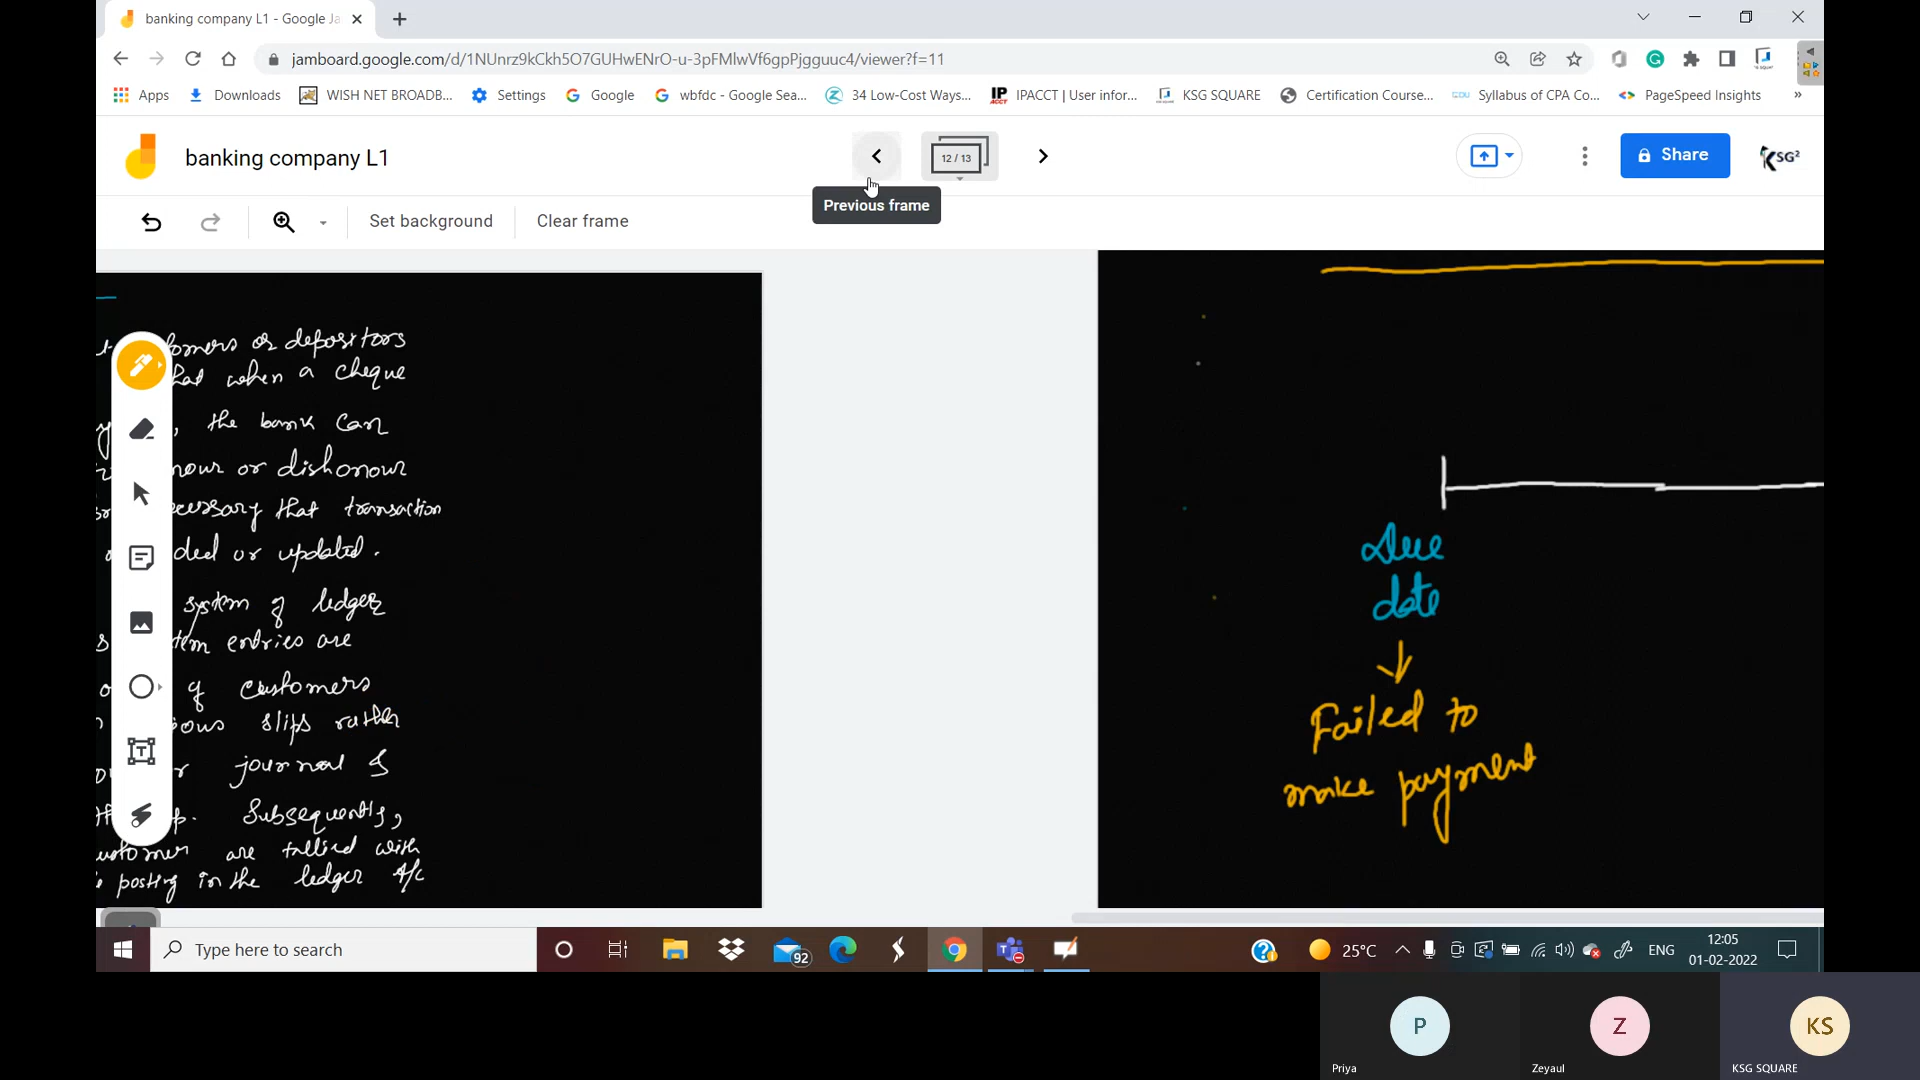 banking company L1 - Google Ja
jamboard.google.com/d/1NUnrz9kCkh5O7GUHwENrO-u-3pFMlwVf6gpPjgguuc4/viewer?f=11
Apps
Downloads
WISH NET BROADB...
Settings
Google
wbfdc - Google Sea...
34 Low-Cost Ways...
IPACCT | User infor...
KSG SQUARE
Certification Course...
Syllabus of CPA Co...
PageSpeed Insights
»
banking company L1
12 / 13
Share
KSG²
Previous frame
Set background
Clear frame
tomers or depositors
hat when a cheque
, the bank can
nour or dishonour
cessary that transaction
ded or updated.
system of ledger
tem entries are
of customers
ious slips rather
r journal &
p. Subsequently,
ustomer are tallied with
posting in the ledger A/c
Due
date
Failed to
make payment
Type here to search
92
25°C
ENG
12:05
01-02-2022
P
Priya
Z
Zeyaul
KS
KSG SQUARE